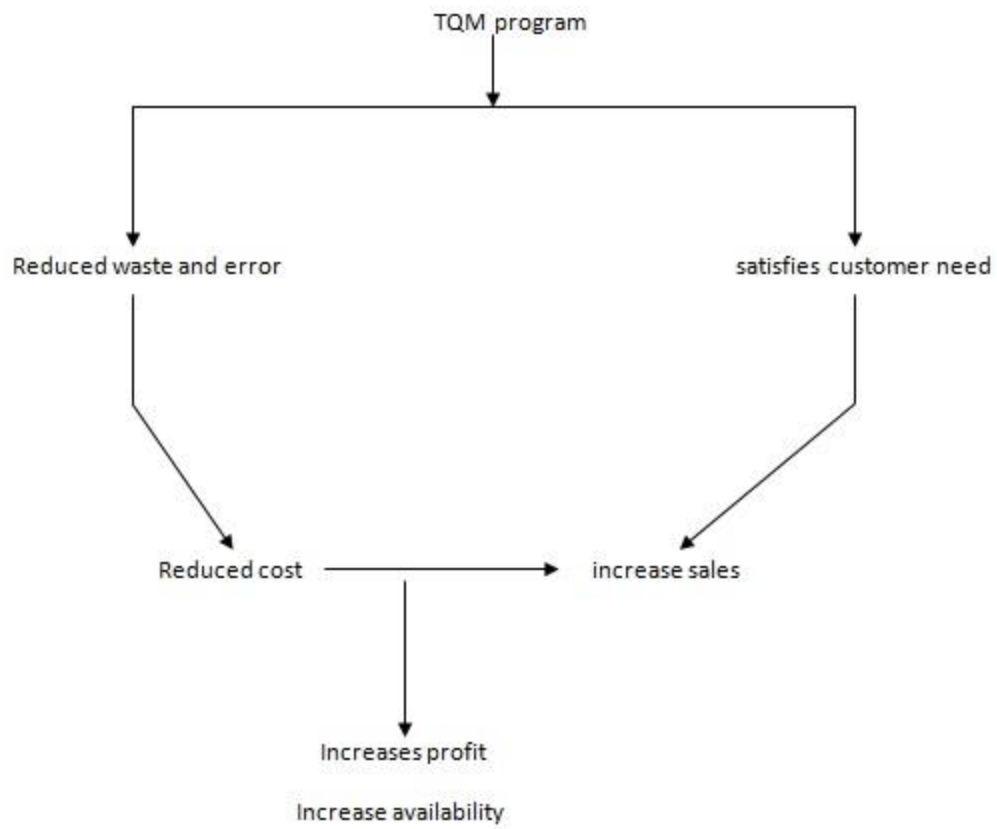 TQM program
Reduced waste and error
satisfies customer need
Reduced cost
increase sales
Increases profit
Increase availability